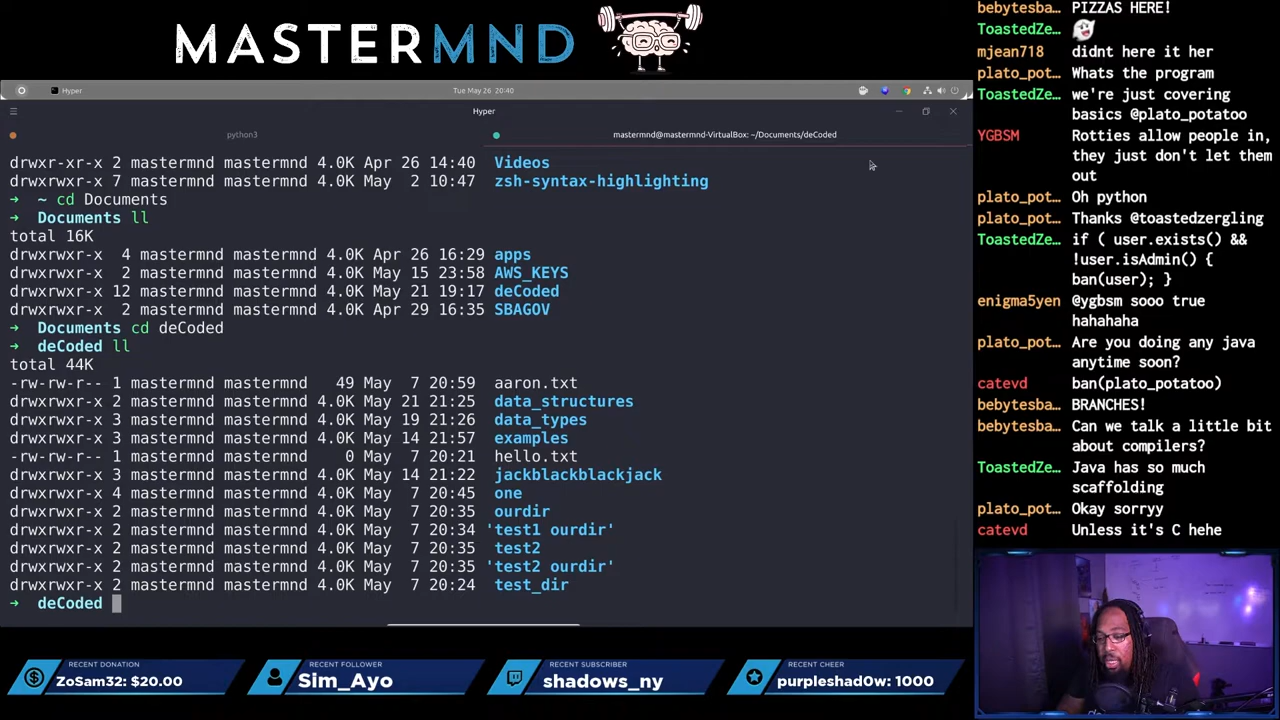 MASTERMND
Hyper
Tue May 26 20:40
Hyper
python3
mastermnd@mastermnd-VirtualBox: ~/Documents/deCoded
drwxr-xr-x 2 mastermnd mastermnd 4.0K Apr 26 14:40 Videos
drwxrwxr-x 7 mastermnd mastermnd 4.0K May 2 10:47 zsh-syntax-highlighting
→ ~ cd Documents
→ Documents ll
total 16K
drwxrwxr-x 4 mastermnd mastermnd 4.0K Apr 26 16:29 apps
drwxrwxr-x 2 mastermnd mastermnd 4.0K May 15 23:58 AWS_KEYS
drwxrwxr-x 12 mastermnd mastermnd 4.0K May 21 19:17 deCoded
drwxrwxr-x 2 mastermnd mastermnd 4.0K Apr 29 16:35 SBAGOV
→ Documents cd deCoded
→ deCoded ll
total 44K
-rw-rw-r-- 1 mastermnd mastermnd 49 May 7 20:59 aaron.txt
drwxrwxr-x 2 mastermnd mastermnd 4.0K May 21 21:25 data_structures
drwxrwxr-x 3 mastermnd mastermnd 4.0K May 19 21:26 data_types
drwxrwxr-x 3 mastermnd mastermnd 4.0K May 14 21:57 examples
-rw-rw-r-- 1 mastermnd mastermnd 0 May 7 20:21 hello.txt
drwxrwxr-x 3 mastermnd mastermnd 4.0K May 14 21:22 jackblackblackjack
drwxrwxr-x 4 mastermnd mastermnd 4.0K May 7 20:45 one
drwxrwxr-x 2 mastermnd mastermnd 4.0K May 7 20:35 ourdir
drwxrwxr-x 2 mastermnd mastermnd 4.0K May 7 20:34 'test1 ourdir'
drwxrwxr-x 2 mastermnd mastermnd 4.0K May 7 20:35 test2
drwxrwxr-x 2 mastermnd mastermnd 4.0K May 7 20:35 'test2 ourdir'
drwxrwxr-x 2 mastermnd mastermnd 4.0K May 7 20:24 test_dir
→ deCoded
bebytesba… PIZZAS HERE!
ToastedZe…
mjean718 didnt here it her
plato_pot… Whats the program
ToastedZe… we're just covering
basics @plato_potatoo
YGBSM Rotties allow people in,
they just don't let them
out
plato_pot… Oh python
plato_pot… Thanks @toastedzergling
ToastedZe… if ( user.exists() &&
!user.isAdmin() {
ban(user); }
enigma5yen @ygbsm sooo true
hahahaha
plato_pot… Are you doing any java
anytime soon?
catevd ban(plato_potatoo)
bebytesba… BRANCHES!
bebytesba… Can we talk a little bit
about compilers?
ToastedZe… Java has so much
scaffolding
plato_pot… Okay sorryy
catevd Unless it's C hehe
RECENT DONATION
ZoSam32: $20.00
RECENT FOLLOWER
Sim_Ayo
RECENT SUBSCRIBER
shadows_ny
RECENT CHEER
purpleshad0w: 1000